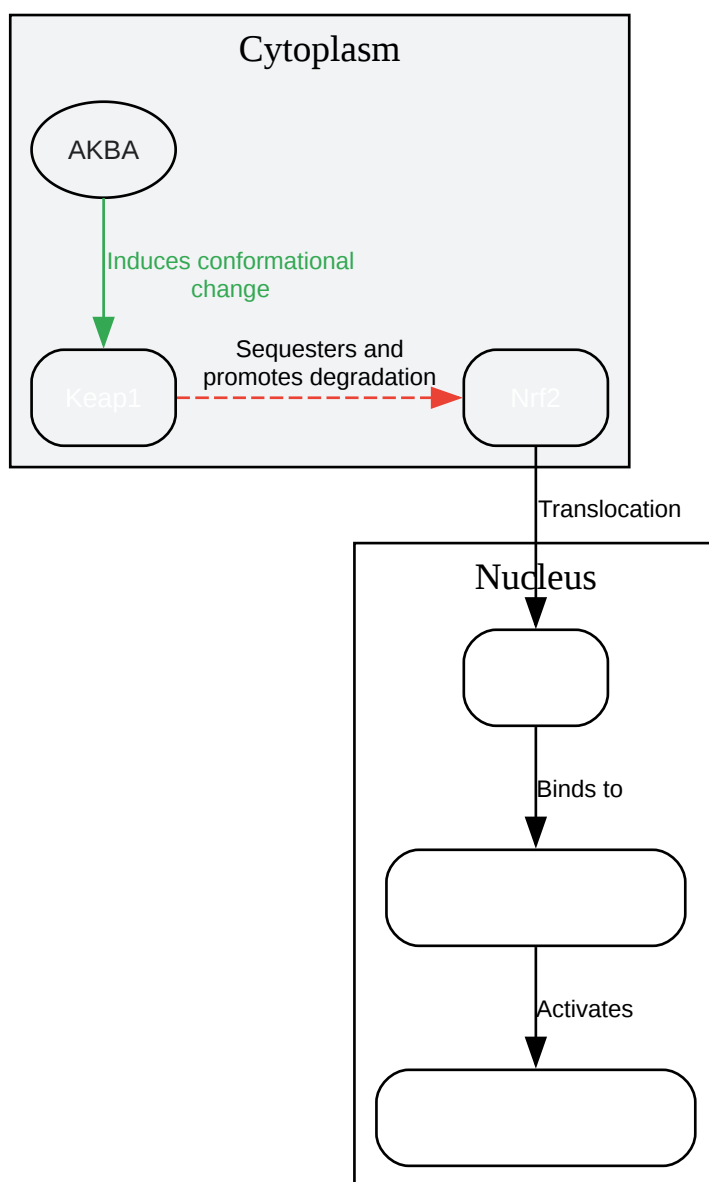 Cytoplasm
AKBA
Induces conformational
change
Sequesters and
promotes degradation
Keap1
Nrf2
Translocation
Nucleus
Binds to
Activates